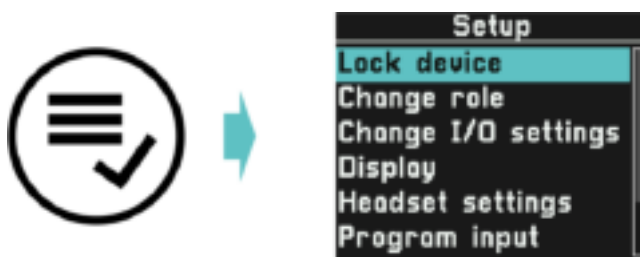 Setup
Lock device
Change role
Change I/O settings
Display
Headset settings
Program input